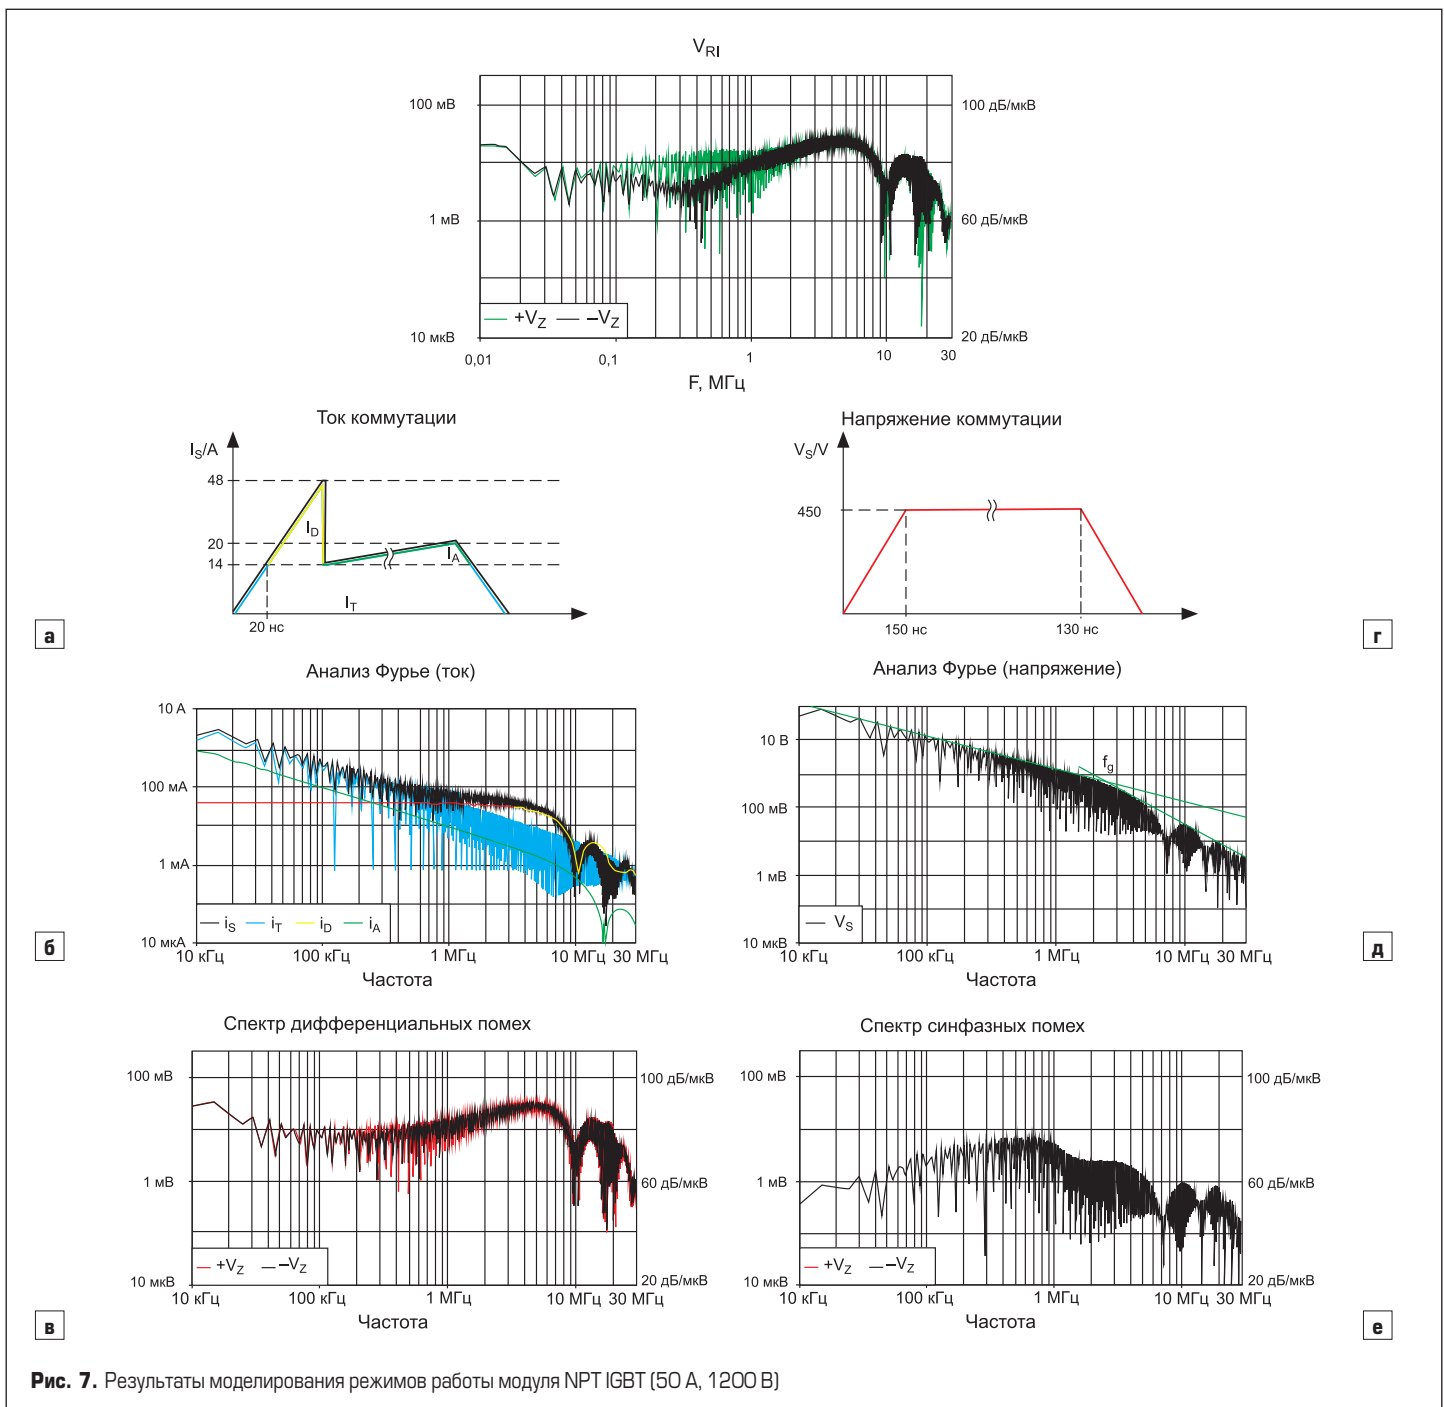 V_RI
100 мВ
1 мВ
10 мкВ
100 дБ/мкВ
60 дБ/мкВ
20 дБ/мкВ
+V_Z −V_Z
0,01 0,1 1 10 30
F, МГц
Ток коммутации
I_S/A
48
20
14
I_D
I_A
I_T
20 нс
а
Напряжение коммутации
V_S/V
450
150 нс 130 нс
г
Анализ Фурье (ток)
10 А
100 мА
1 мА
10 мкА
i_S i_T i_D i_A
10 кГц 100 кГц 1 МГц 10 МГц 30 МГц
Частота
б
Анализ Фурье (напряжение)
10 В
100 мВ
1 мВ
10 мкВ
f_g
V_S
10 кГц 100 кГц 1 МГц 10 МГц 30 МГц
Частота
д
Спектр дифференциальных помех
100 мВ
1 мВ
10 мкВ
100 дБ/мкВ
60 дБ/мкВ
20 дБ/мкВ
+V_Z −V_Z
10 кГц 100 кГц 1 МГц 10 МГц 30 МГц
Частота
в
Спектр синфазных помех
100 мВ
1 мВ
10 мкВ
100 дБ/мкВ
60 дБ/мкВ
20 дБ/мкВ
+V_Z −V_Z
10 кГц 100 кГц 1 МГц 10 МГц 30 МГц
Частота
е
Рис. 7. Результаты моделирования режимов работы модуля NPT IGBT (50 А, 1200 В)